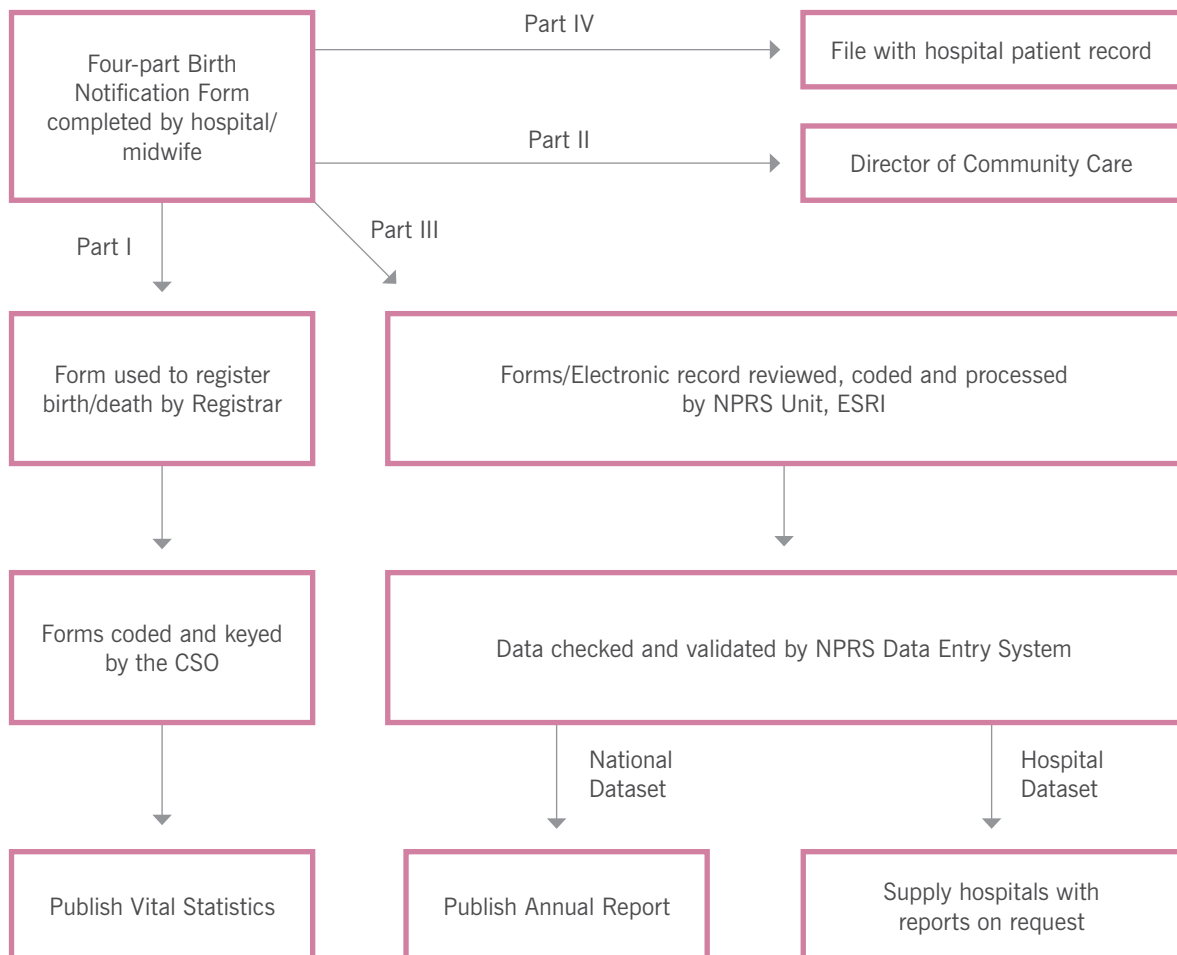 Part IV
File with hospital patient record
Four-part Birth
Notification Form
completed by hospital/
midwife
Part II
Director of Community Care
Part I
Part III
Form used to register
birth/death by Registrar
Forms/Electronic record reviewed, coded and processed
by NPRS Unit, ESRI
Forms coded and keyed
by the CSO
Data checked and validated by NPRS Data Entry System
National
Dataset
Hospital
Dataset
Publish Vital Statistics
Publish Annual Report
Supply hospitals with
reports on request